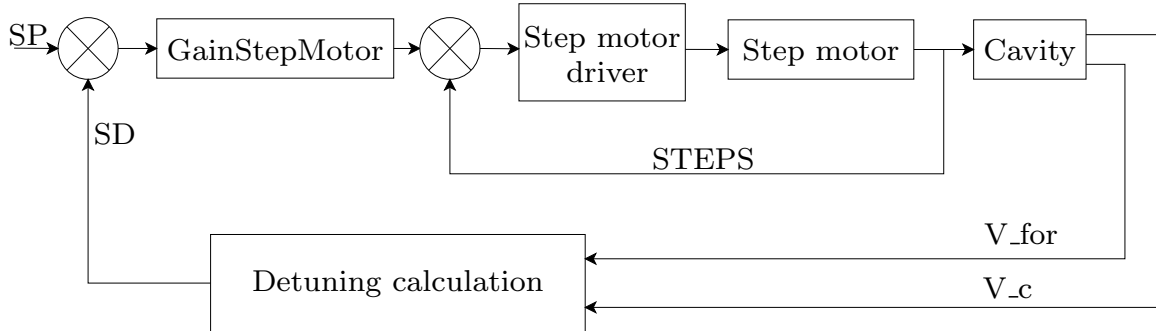 SP
GainStepMotor
Step motor
driver
Step motor
Cavity
SD
STEPS
V_for
Detuning calculation
V_c